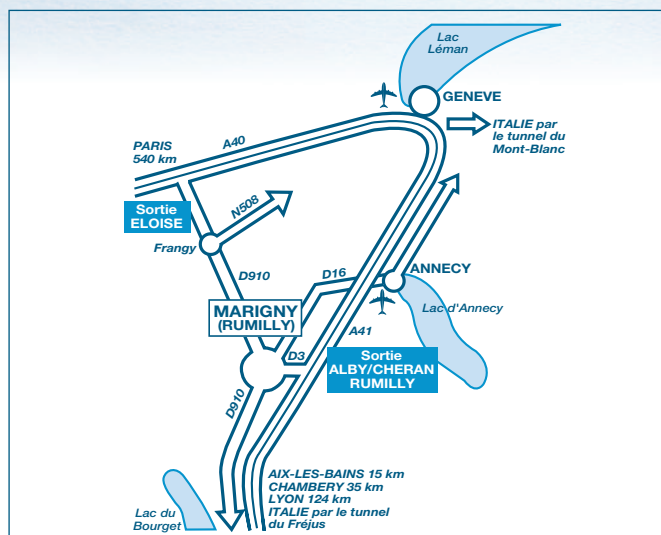 Lac
Léman
GENEVE
ITALIE par
le tunnel du
Mont-Blanc
PARIS
540 km
A40
Sortie
ELOISE
N508
Frangy
D910
D16
ANNECY
MARIGNY
(RUMILLY)
Lac d'Annecy
A41
D3
Sortie
ALBY/CHERAN
RUMILLY
D910
AIX-LES-BAINS 15 km
CHAMBERY 35 km
LYON 124 km
ITALIE par le tunnel
du Fréjus
Lac du
Bourget